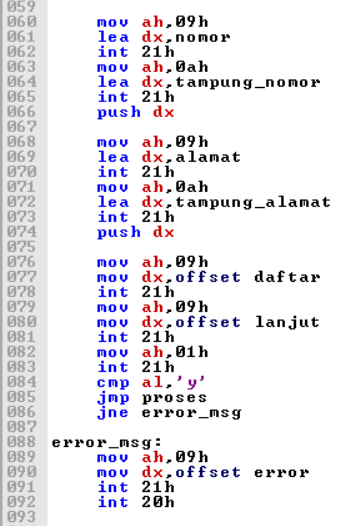 059
060 mov ah,09h
061 lea dx,nomor
062 int 21h
063 mov ah,0ah
064 lea dx,tampung_nomor
065 int 21h
066 push dx
067
068 mov ah,09h
069 lea dx,alamat
070 int 21h
071 mov ah,0ah
072 lea dx,tampung_alamat
073 int 21h
074 push dx
075
076 mov ah,09h
077 mov dx,offset daftar
078 int 21h
079 mov ah,09h
080 mov dx,offset lanjut
081 int 21h
082 mov ah,01h
083 int 21h
084 cmp al,'y'
085 jmp proses
086 jne error_msg
087
088 error_msg:
089 mov ah,09h
090 mov dx,offset error
091 int 21h
092 int 20h
093